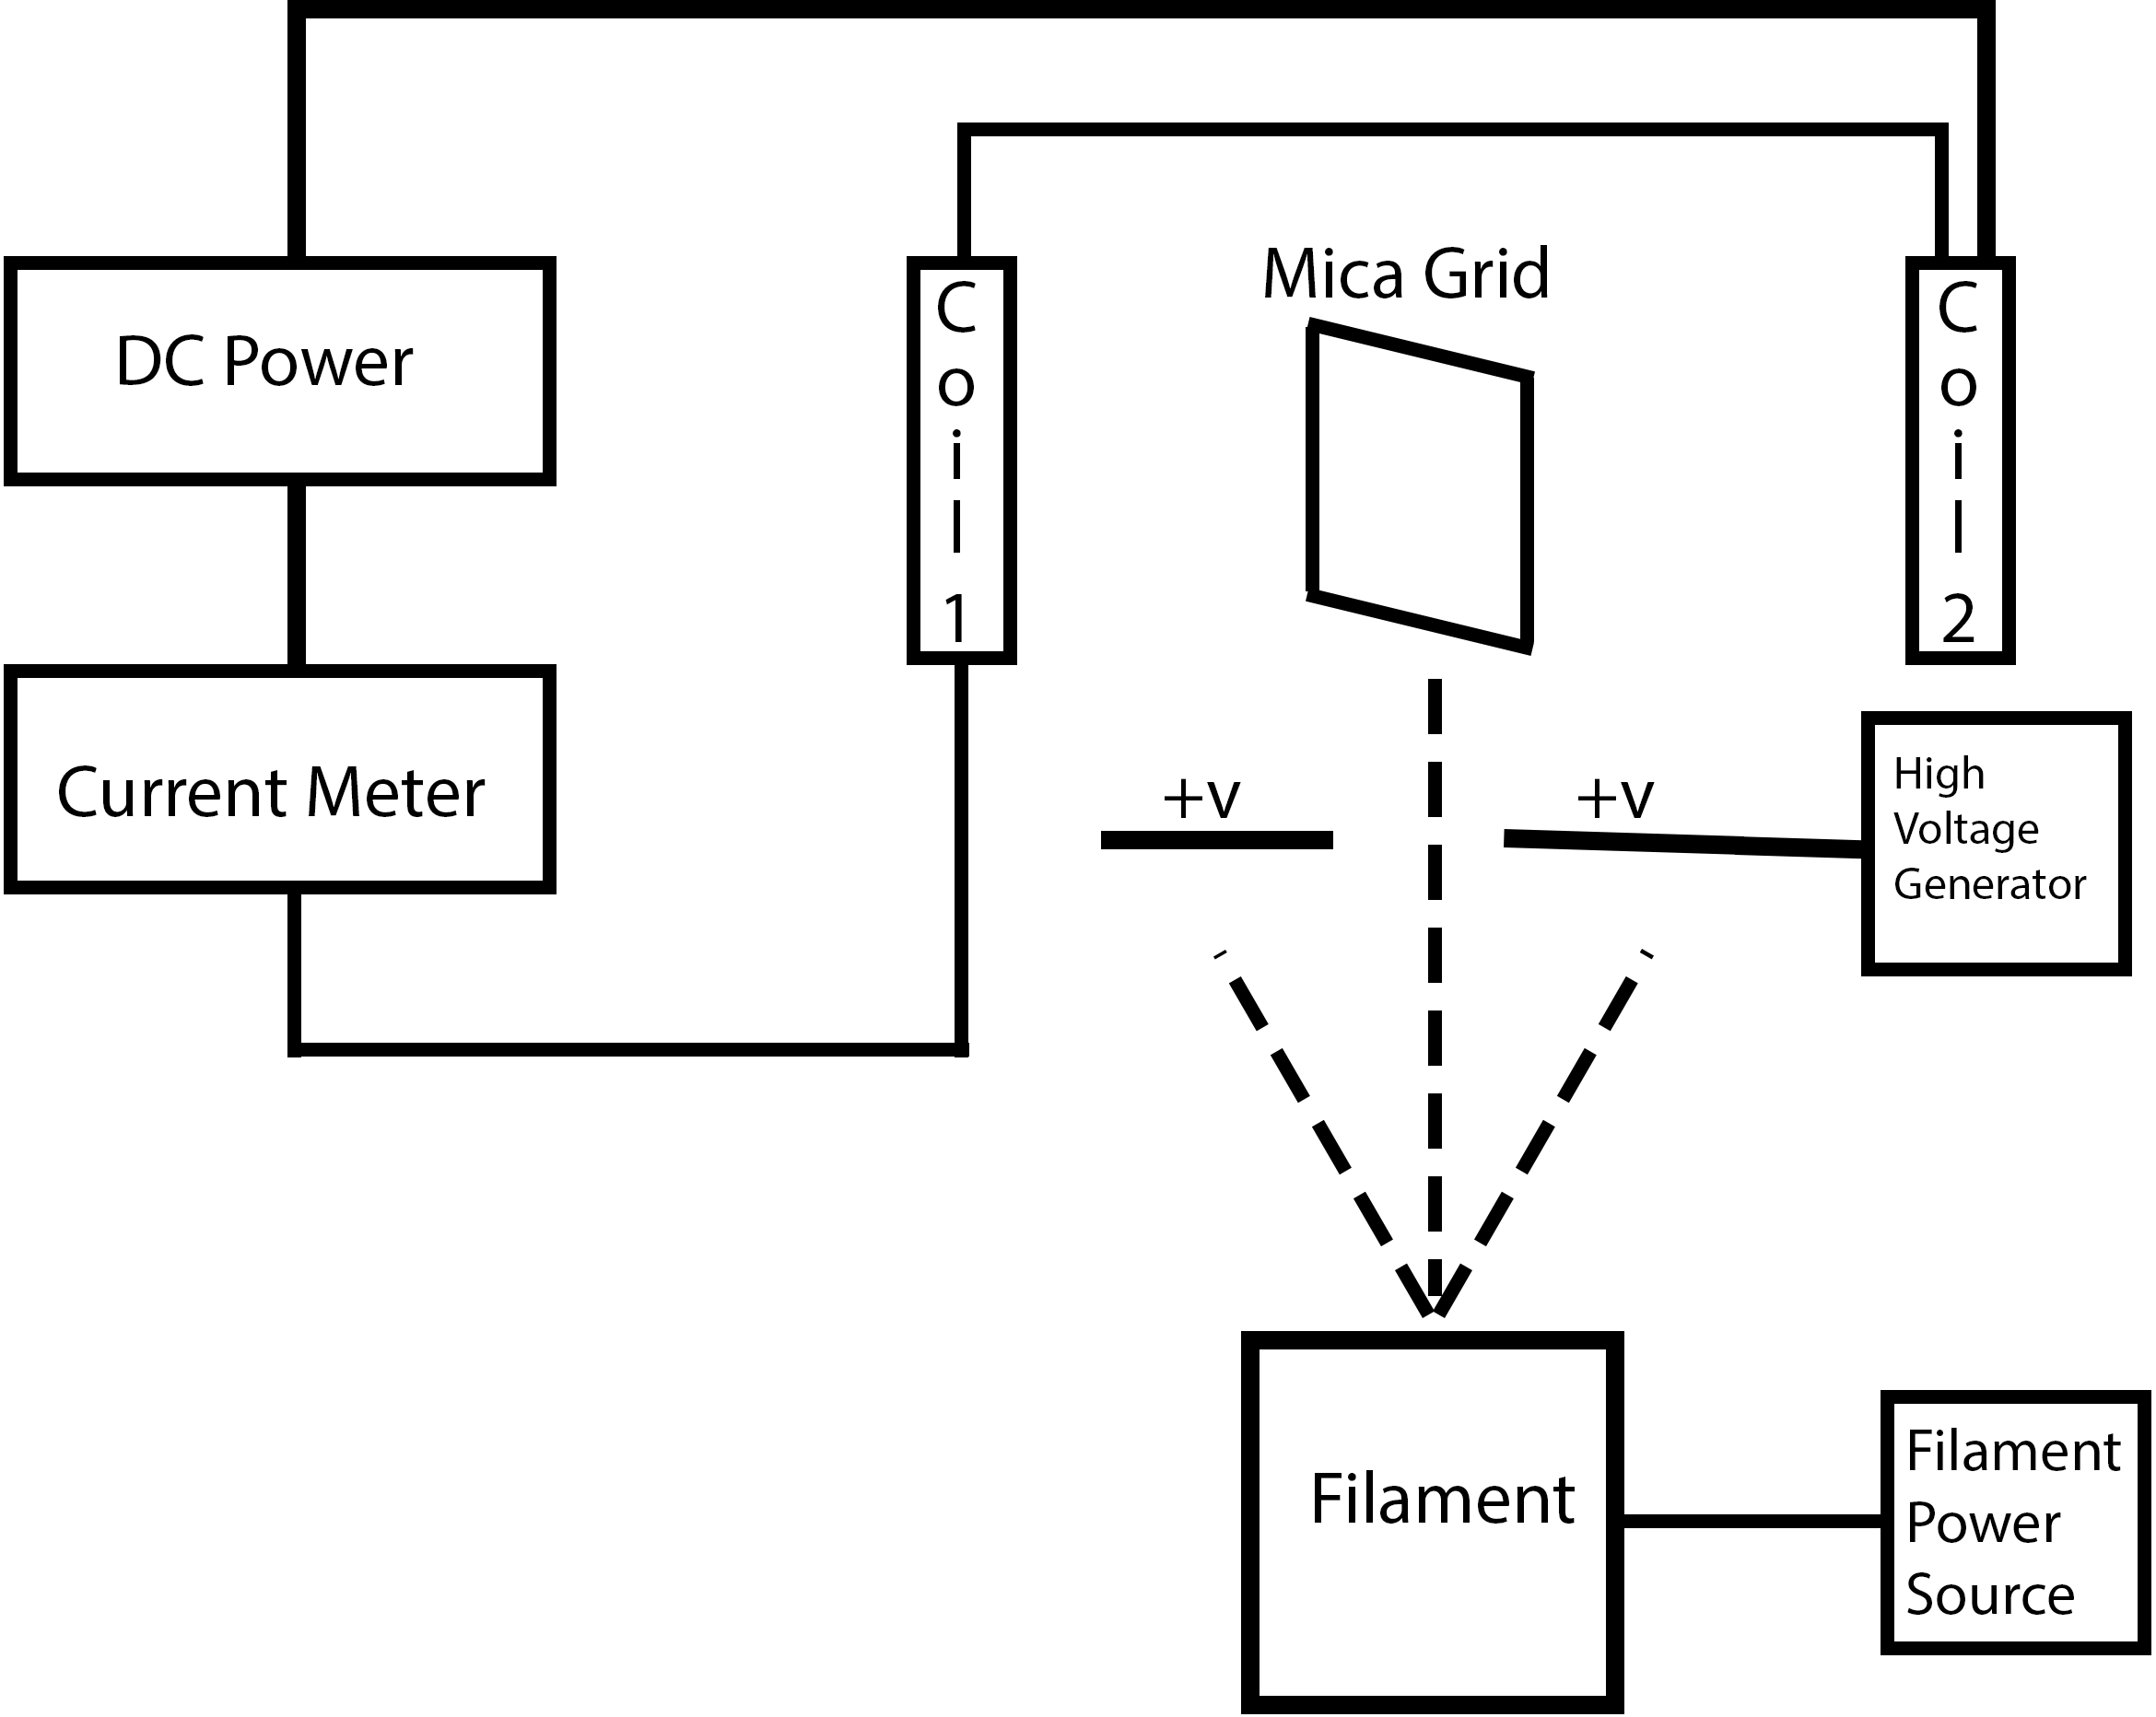 Mica Grid
DC Power
Coil 1
Coil 2
Current Meter
+v
+v
High
Voltage
Generator
Filament
Filament
Power
Source